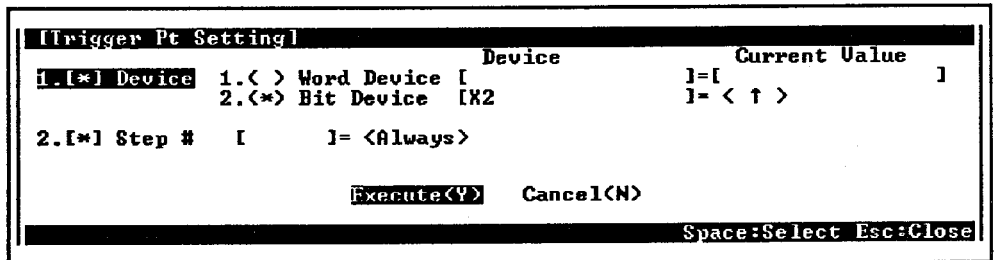 [Trigger Pt Setting]
Device Current Value
1.[*] Device 1.( ) Word Device [ ]=[ ]
2.(*) Bit Device [X2 ]= < ↑ >
2.[*] Step # [ ]= <Always>
Execute(Y) Cancel(N)
Space:Select Esc:Close